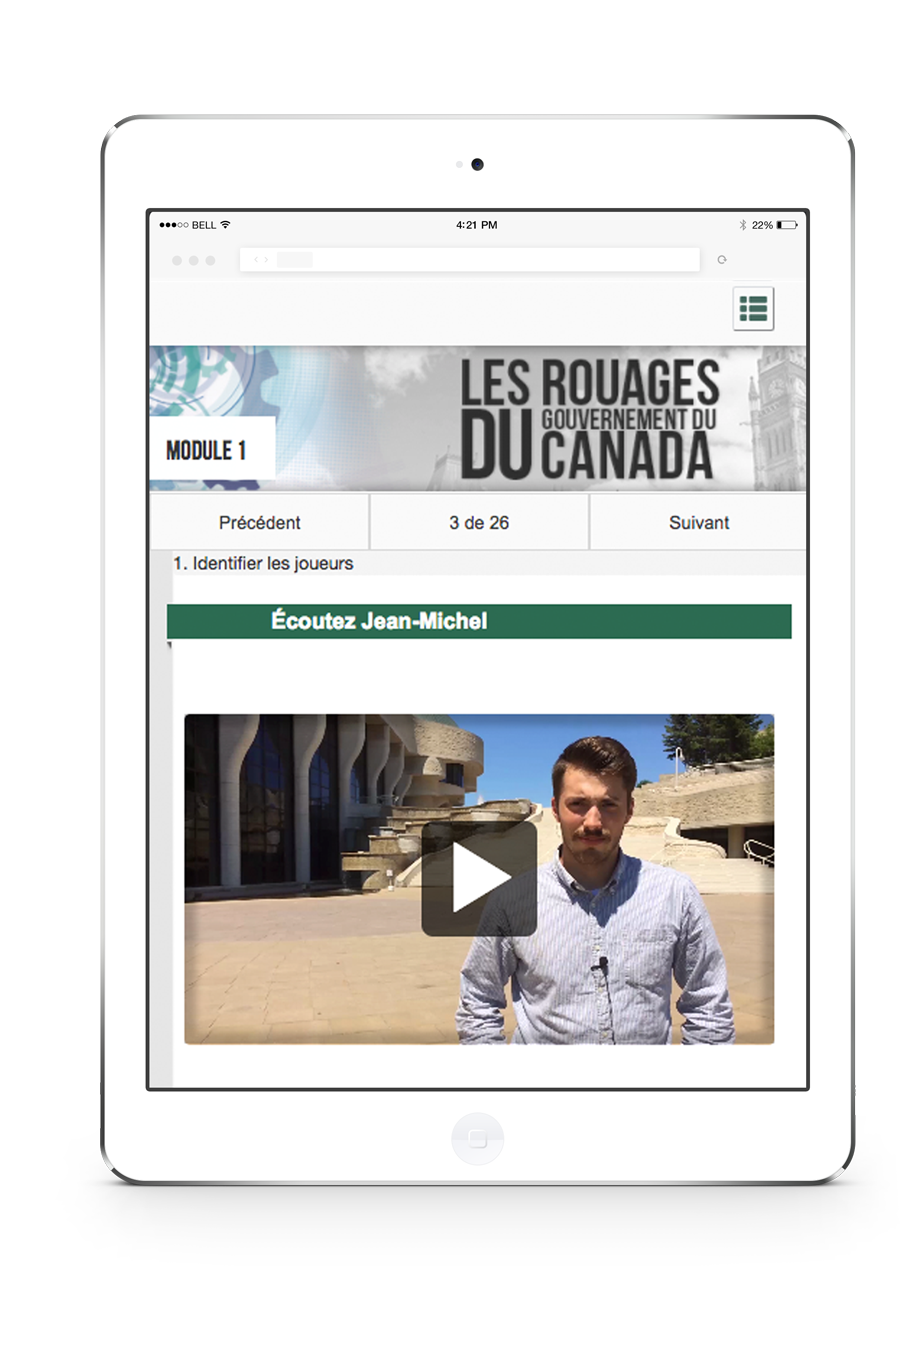 BELL
4:21 PM
22%
LES ROUAGES
DU GOUVERNEMENT DU
CANADA
MODULE 1
Précédent
3 de 26
Suivant
1. Identifier les joueurs
Écoutez Jean-Michel